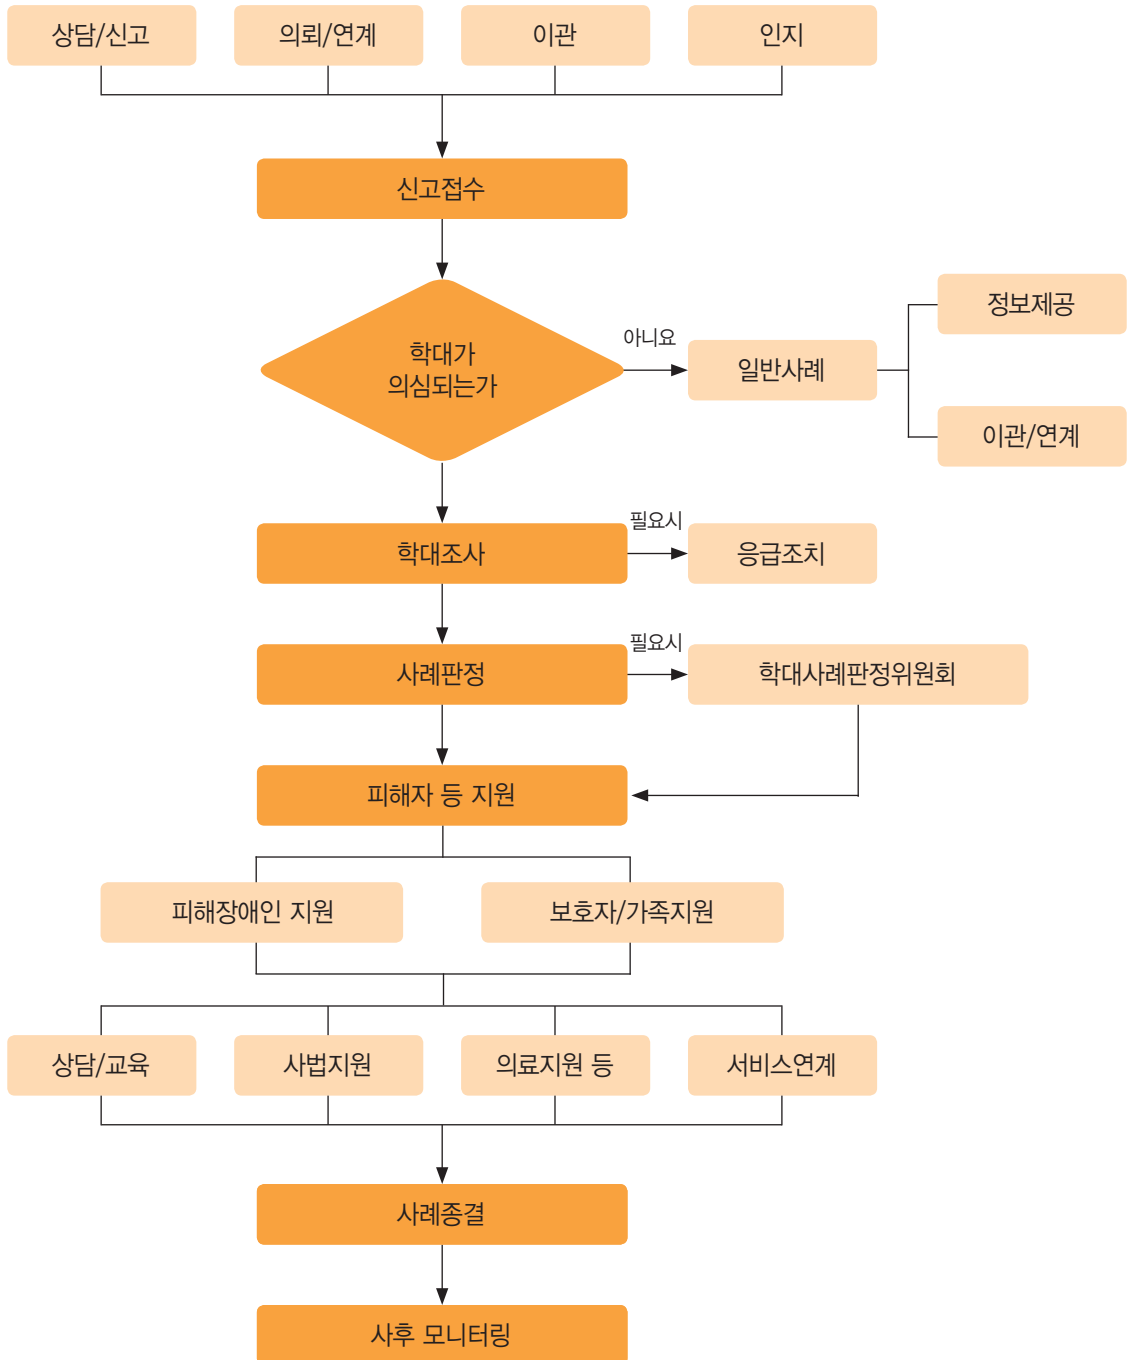 상담/신고
의뢰/연계
이관
인지
신고접수
학대가
의심되는가
아니요
일반사례
정보제공
이관/연계
학대조사
필요시
응급조치
사례판정
필요시
학대사례판정위원회
피해자 등 지원
피해장애인 지원
보호자/가족지원
상담/교육
사법지원
의료지원 등
서비스연계
사례종결
사후 모니터링